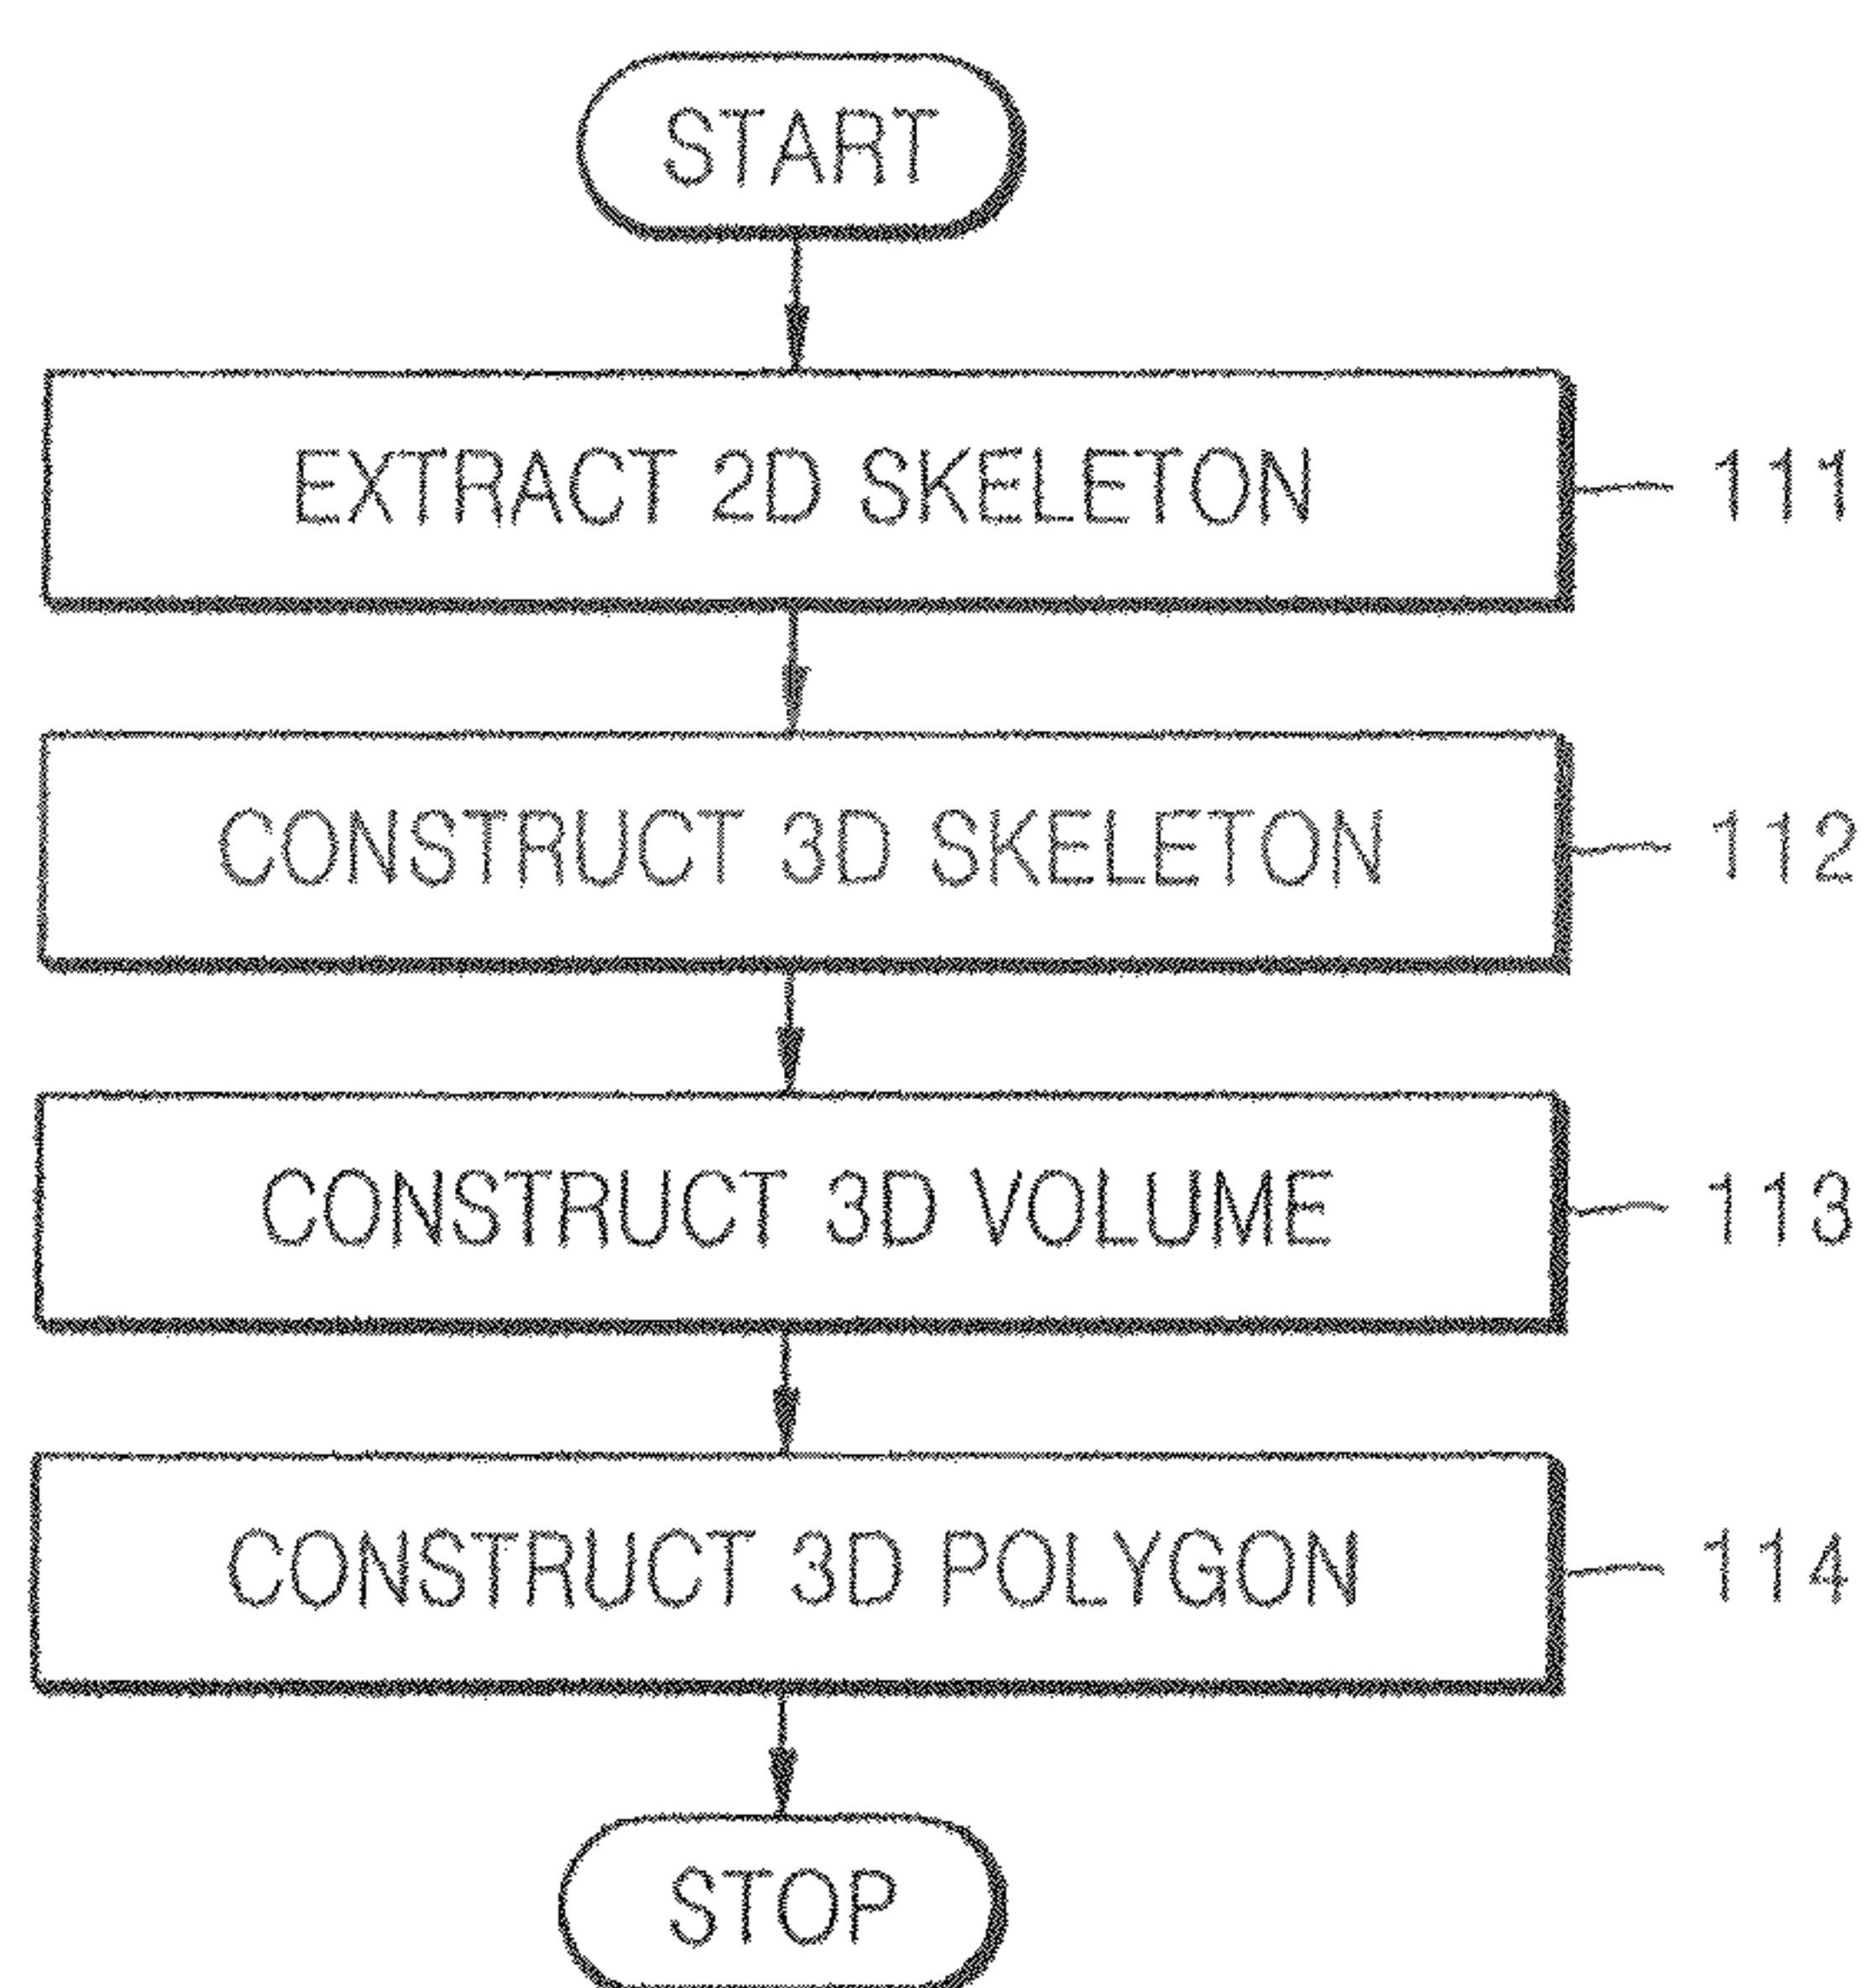 START
EXTRACT 2D SKELETON 111
CONSTRUCT 3D SKELETON 112
CONSTRUCT 3D VOLUME 113
CONSTRUCT 3D POLYGON 114
STOP